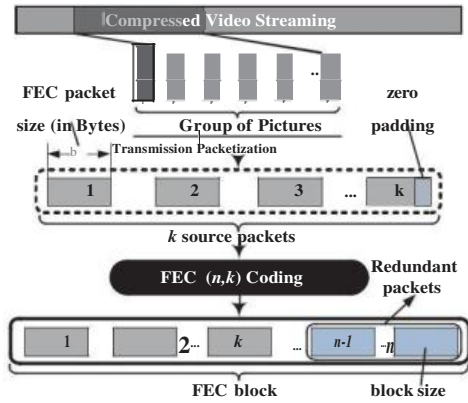 Compressed Video Streaming
..
FEC packet
size (in Bytes)
zero
padding
Group of Pictures
b
Transmission Packetization
1 2 3 ... k
k source packets
FEC (n,k) Coding
Redundant
packets
1 2... k ... n-1 ...n
FEC block
block size